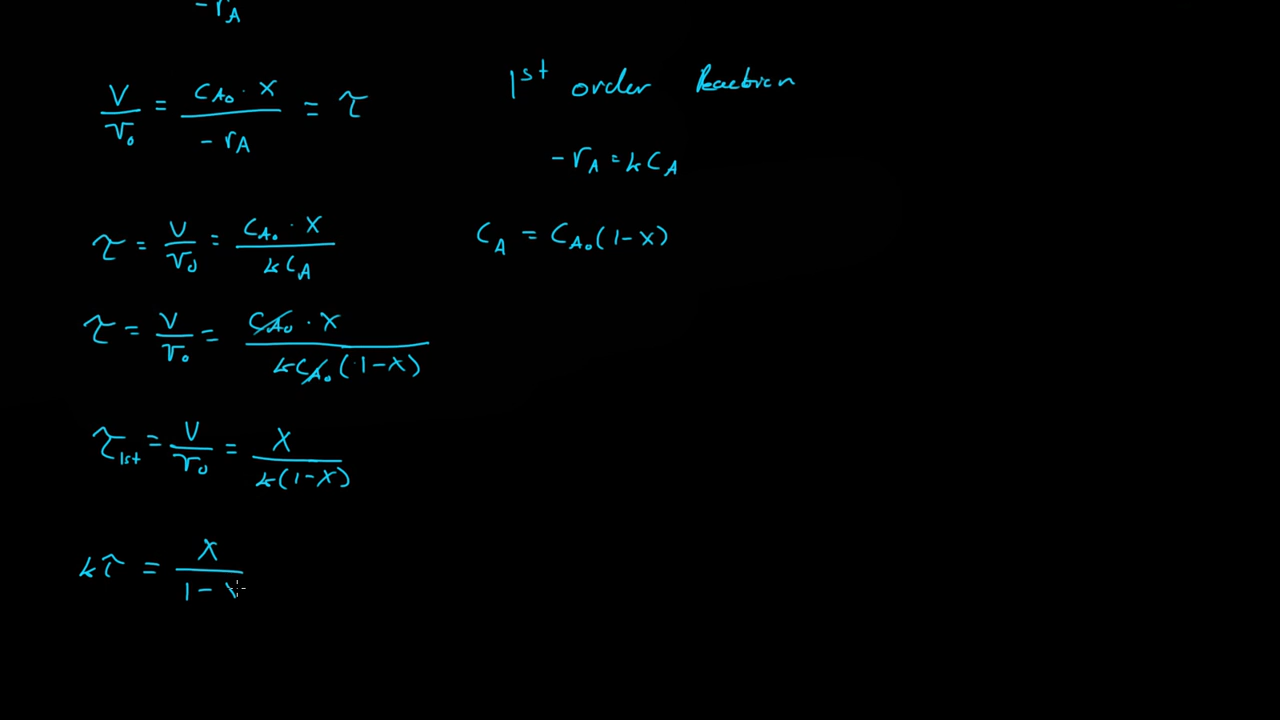 -rA
V/v₀ = CA₀ · X / -rA = τ
τ = V/v₀ = CA₀ · X / kCA
τ = V/v₀ = CA₀ · X / kCA₀(1-X)
τ1st = V/v₀ = X / k(1-X)
kτ = X / 1-X
1st order Reaction
-rA = kCA
CA = CA₀(1-X)